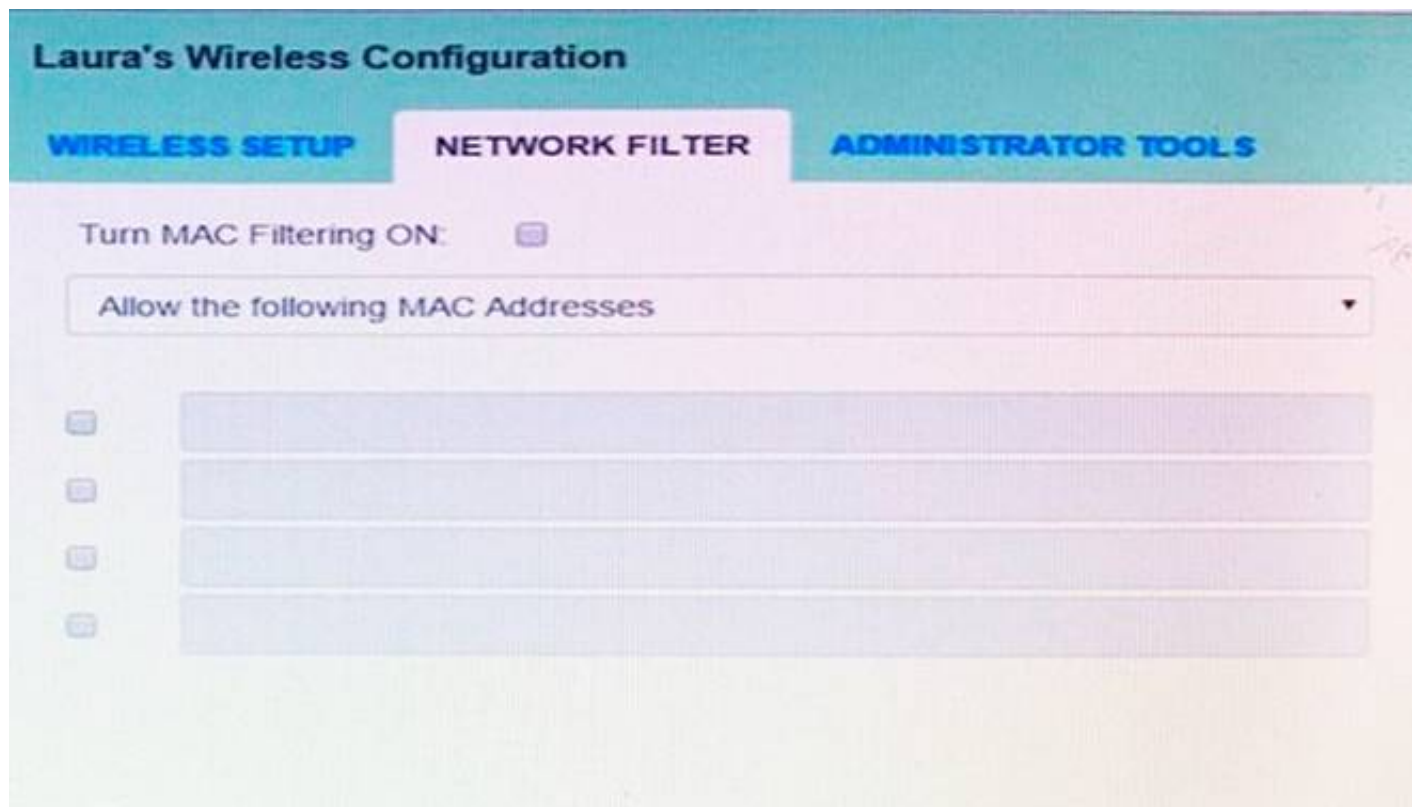 Laura's Wireless Configuration
WIRELESS SETUP NETWORK FILTER ADMINISTRATOR TOOLS
Turn MAC Filtering ON:
Allow the following MAC Addresses